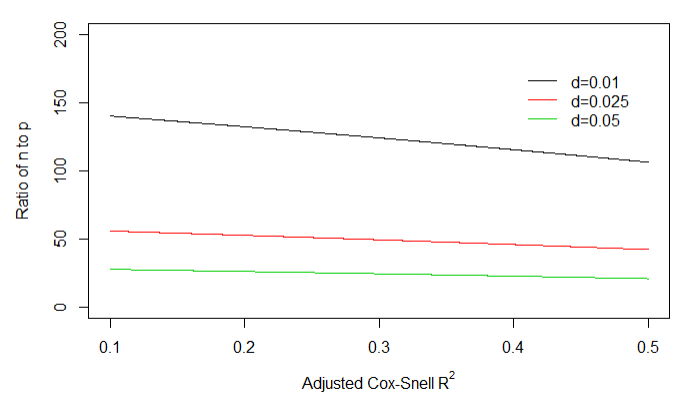 200
150
100
50
0
Ratio of n to p
d=0.01
d=0.025
d=0.05
0.1 0.2 0.3 0.4 0.5
Adjusted Cox-Snell R²